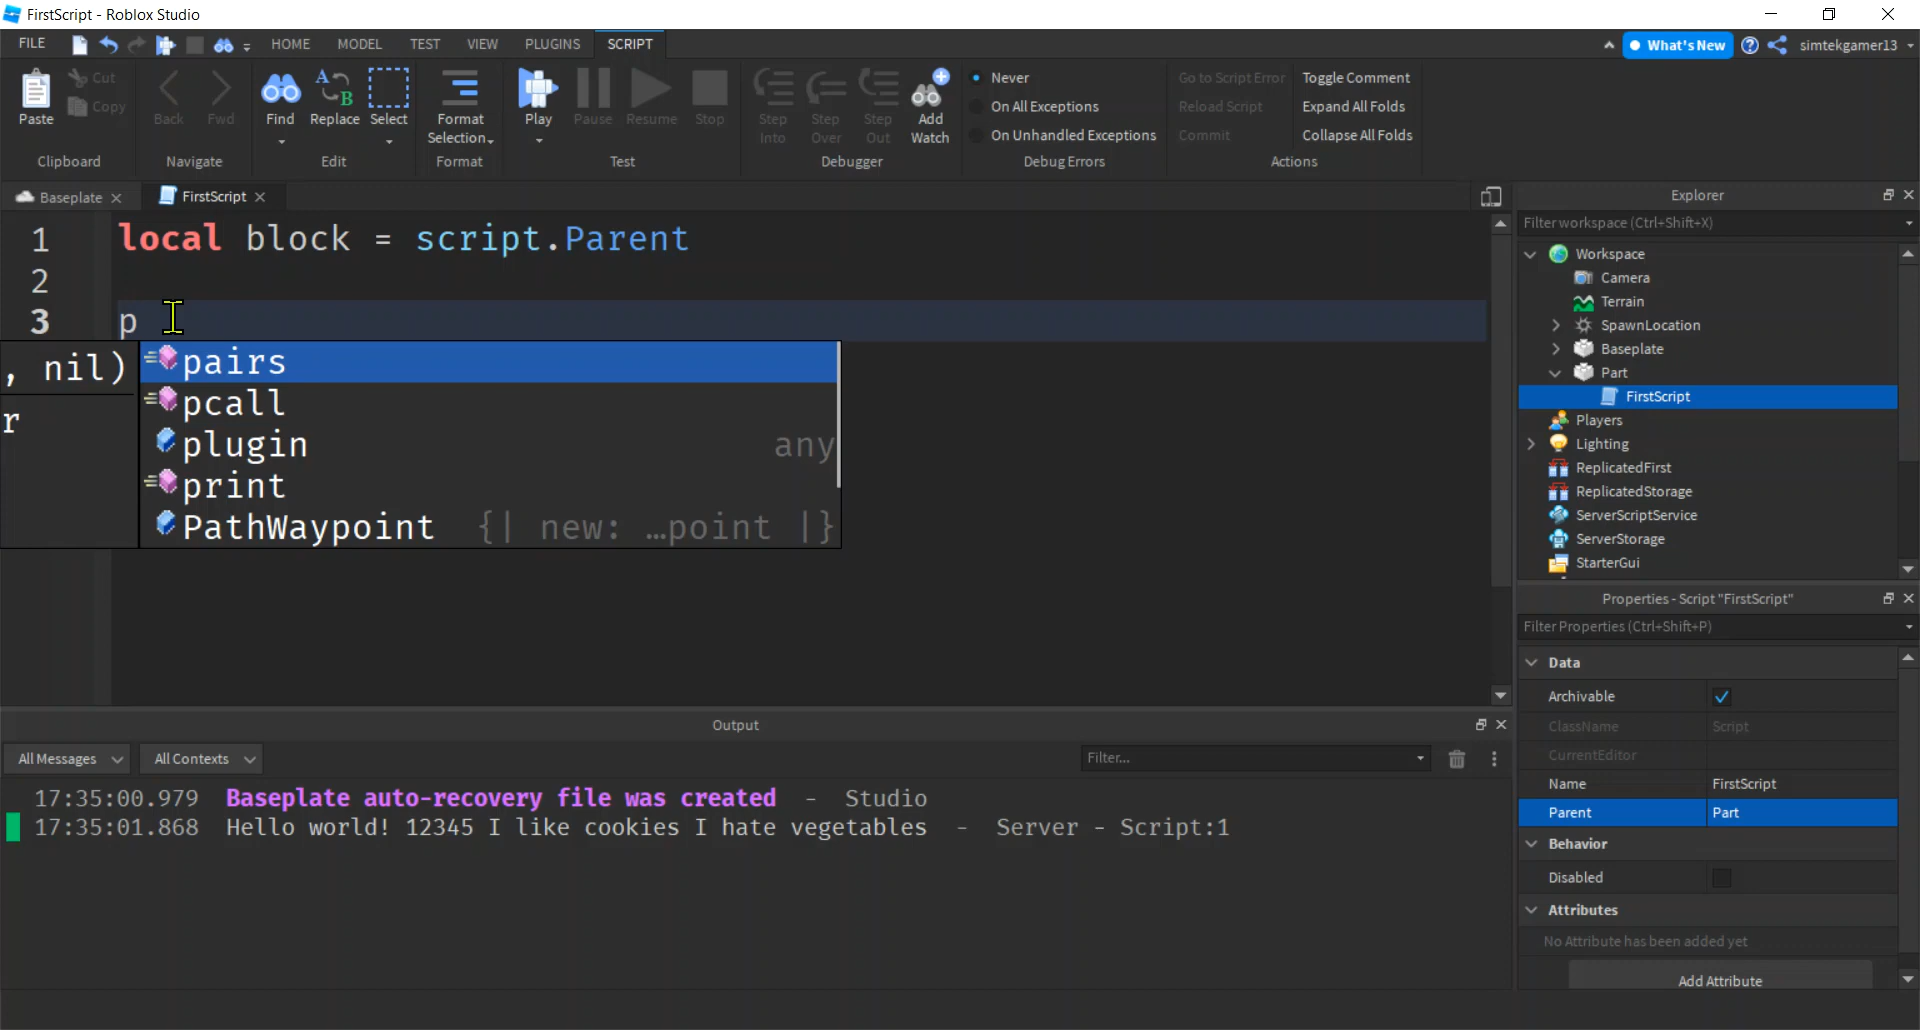 FirstScript - Roblox Studio
FILE HOME MODEL TEST VIEW PLUGINS SCRIPT What's New simtekgamer13
Paste Cut Copy Back Fwd Find Replace Select Format Selection Play Pause Resume Stop Step Into Step Over Step Out Add Watch
Never
On All Exceptions
On Unhandled Exceptions
Go to Script Error Toggle Comment
Reload Script Expand All Folds
Commit Collapse All Folds
Clipboard Navigate Edit Format Test Debugger Debug Errors Actions
Baseplate FirstScript
1 local block = script.Parent
2
3 p
, nil)
r
pairs
pcall
plugin any
print
PathWaypoint {| new: …point |}
Explorer
Filter workspace (Ctrl+Shift+X)
Workspace
Camera
Terrain
SpawnLocation
Baseplate
Part
FirstScript
Players
Lighting
ReplicatedFirst
ReplicatedStorage
ServerScriptService
ServerStorage
StarterGui
Properties - Script "FirstScript"
Filter Properties (Ctrl+Shift+P)
Data
Archivable
ClassName Script
CurrentEditor
Name FirstScript
Parent Part
Behavior
Disabled
Attributes
No Attribute has been added yet
Add Attribute
Output
All Messages All Contexts Filter...
17:35:00.979 Baseplate auto-recovery file was created - Studio
17:35:01.868 Hello world! 12345 I like cookies I hate vegetables - Server - Script:1